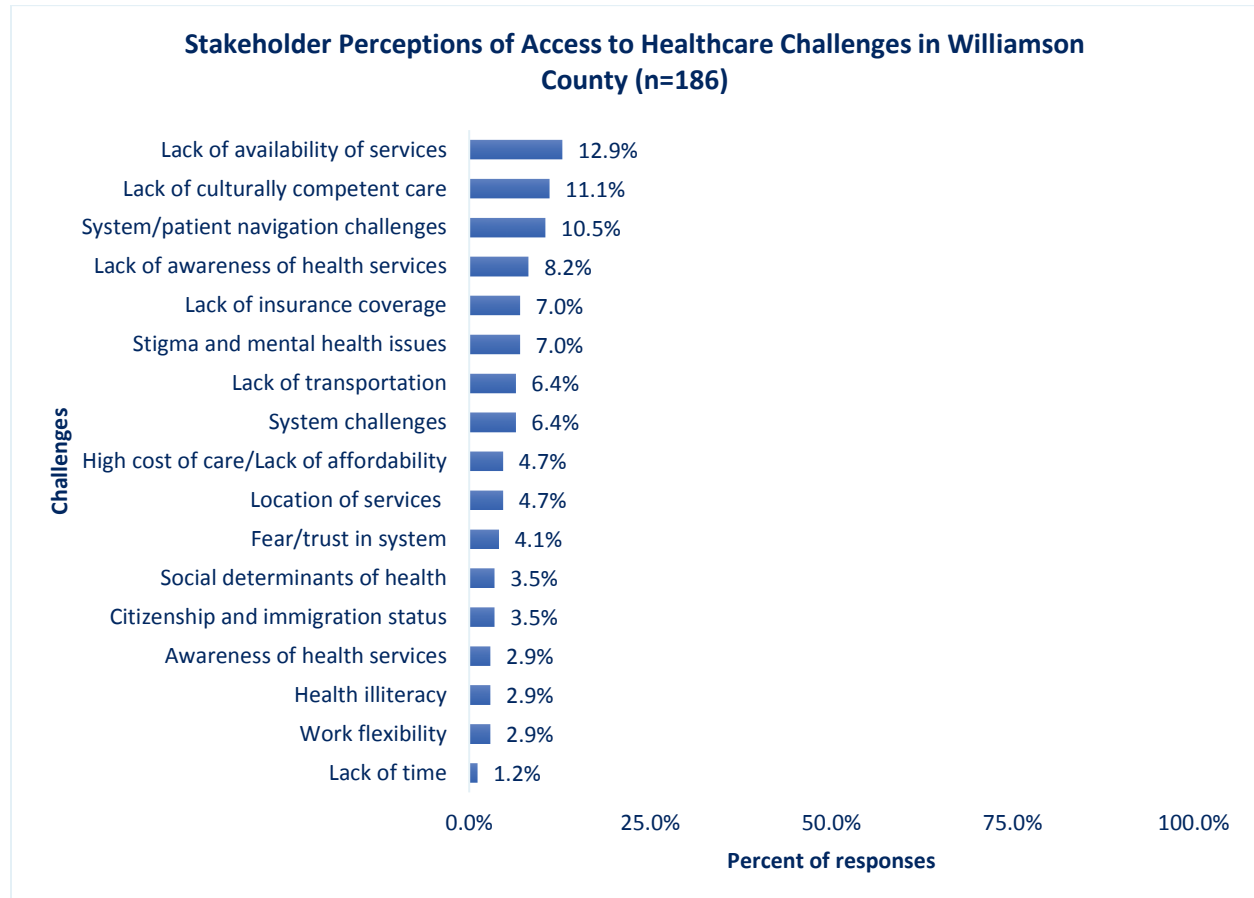 Stakeholder Perceptions of Access to Healthcare Challenges in Williamson
County (n=186)
Challenges
Lack of availability of services 12.9%
Lack of culturally competent care 11.1%
System/patient navigation challenges 10.5%
Lack of awareness of health services 8.2%
Lack of insurance coverage 7.0%
Stigma and mental health issues 7.0%
Lack of transportation 6.4%
System challenges 6.4%
High cost of care/Lack of affordability 4.7%
Location of services 4.7%
Fear/trust in system 4.1%
Social determinants of health 3.5%
Citizenship and immigration status 3.5%
Awareness of health services 2.9%
Health illiteracy 2.9%
Work flexibility 2.9%
Lack of time 1.2%
0.0% 25.0% 50.0% 75.0% 100.0%
Percent of responses